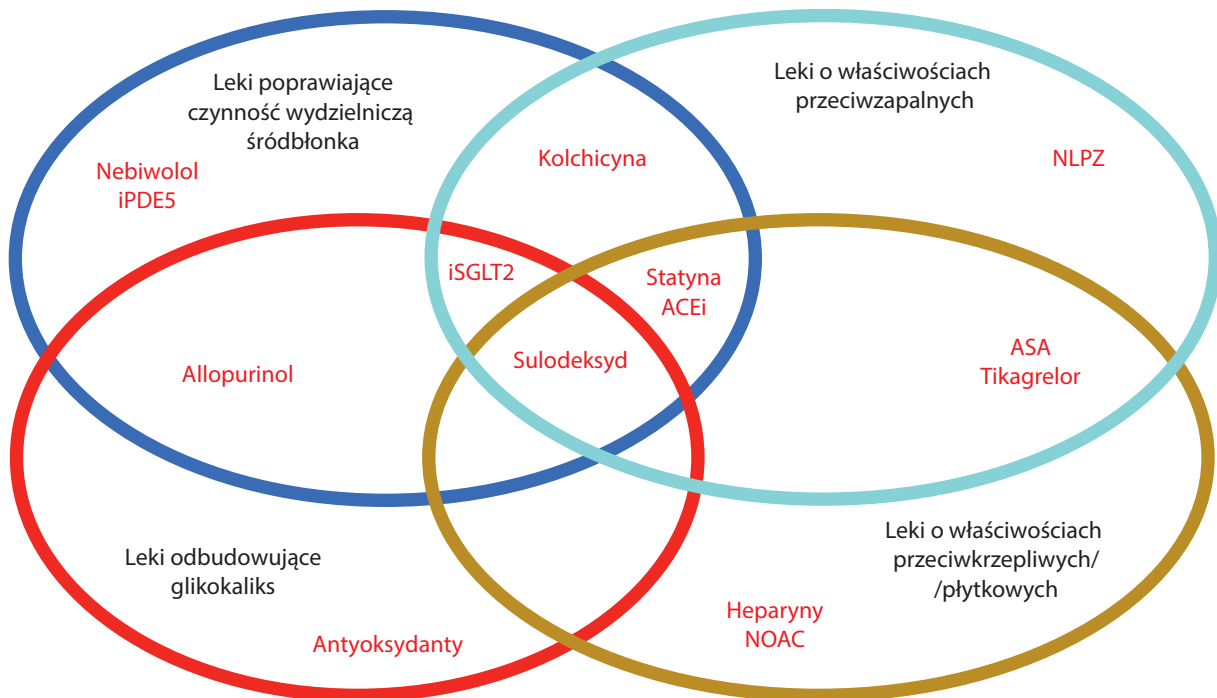 Leki poprawiające
czynność wydzielniczą
śródbłonka
Leki o właściwościach
przeciwzapalnych
Nebiwolol
iPDE5
Kolchicyna
NLPZ
iSGLT2
Statyna
ACEi
Allopurinol
Sulodeksyd
ASA
Tikagrelor
Leki odbudowujące
glikokaliks
Leki o właściwościach
przeciwkrzepliwych/
/płytkowych
Antyoksydanty
Heparyny
NOAC